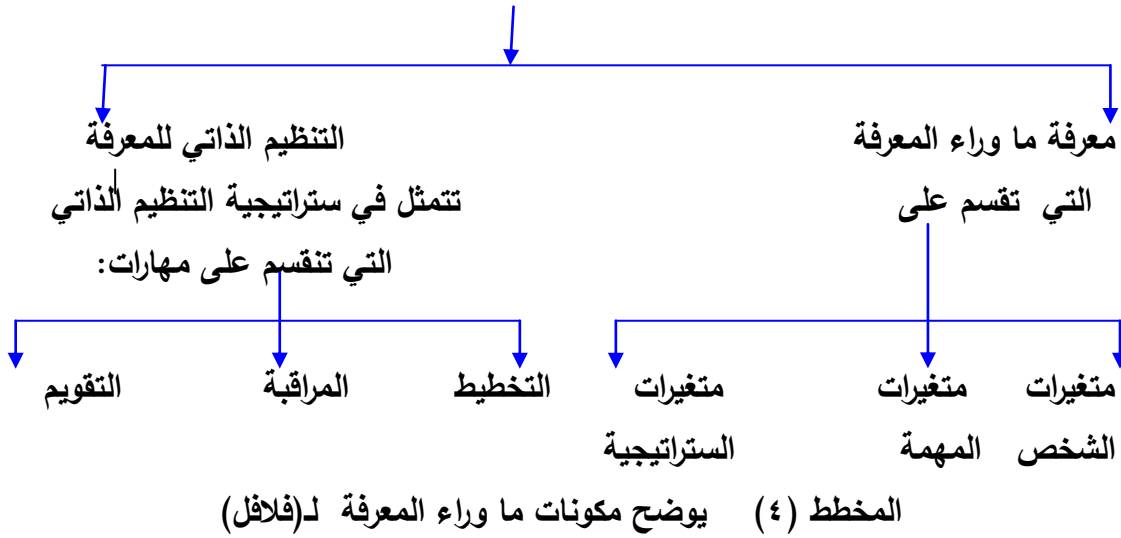 معرفة ما وراء المعرفة
التي تقسم على
التنظيم الذاتي للمعرفة
تتمثل في ستراتيجية التنظيم الذاتي
التي تنقسم على مهارات:
متغيرات الشخص
متغيرات المهمة
متغيرات الستراتيجية
التخطيط
المراقبة
التقويم
المخطط (٤) يوضح مكونات ما وراء المعرفة لـ(فلافل)